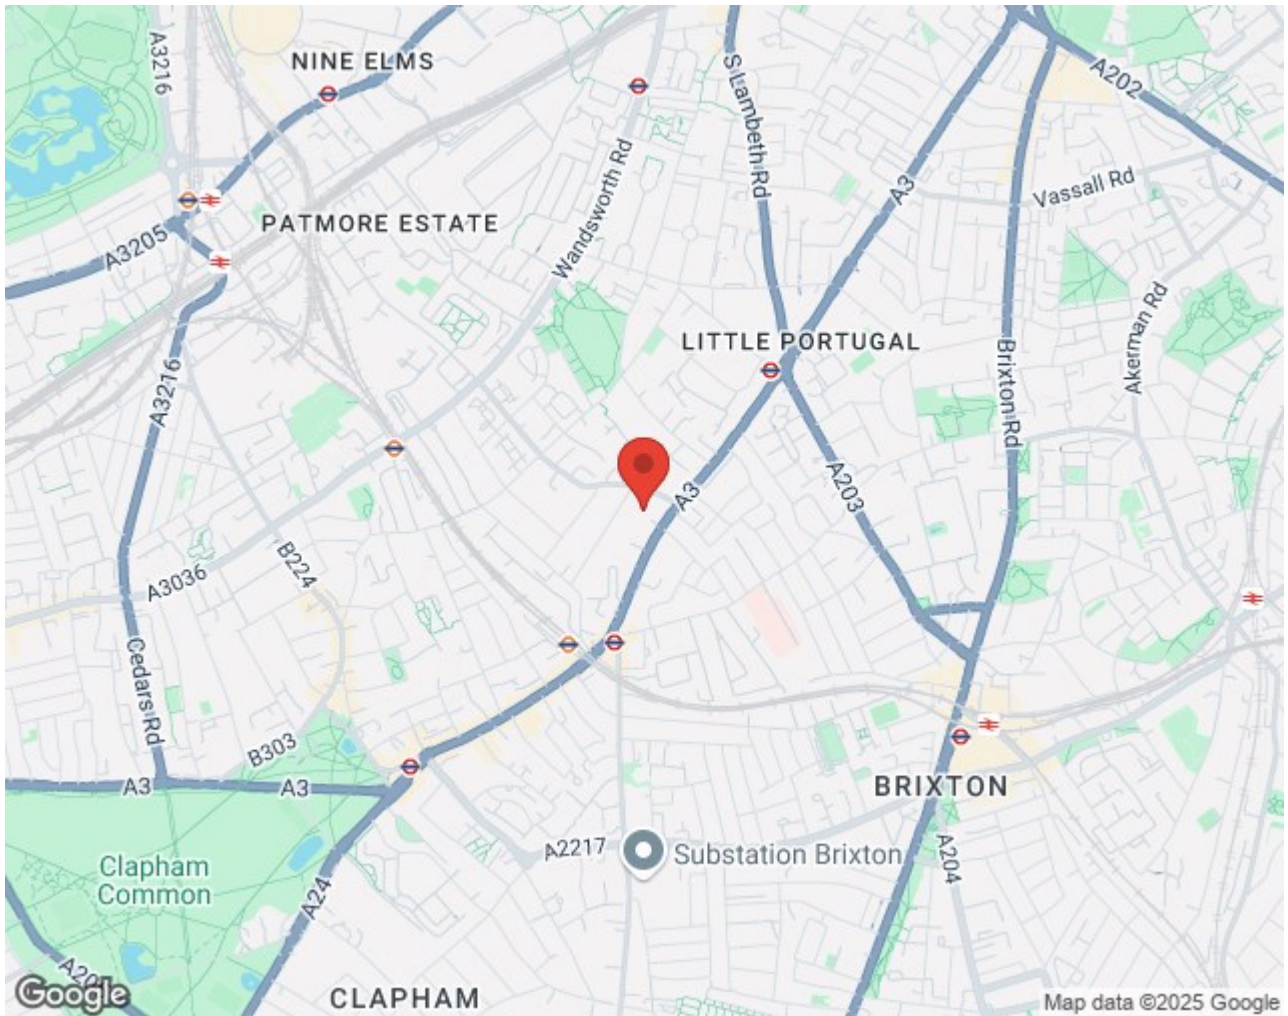 A3216
NINE ELMS
S Lambeth Rd
A202
Wandsworth Rd
A3
Vassall Rd
PATMORE ESTATE
A3205
Akerman Rd
LITTLE PORTUGAL
Brixton Rd
A3216
A3
A203
B224
A3036
Cedars Rd
B303
A3
A3
BRIXTON
A2217
Substation Brixton
A204
Clapham
Common
A24
CLAPHAM
Google
Map data ©2025 Google